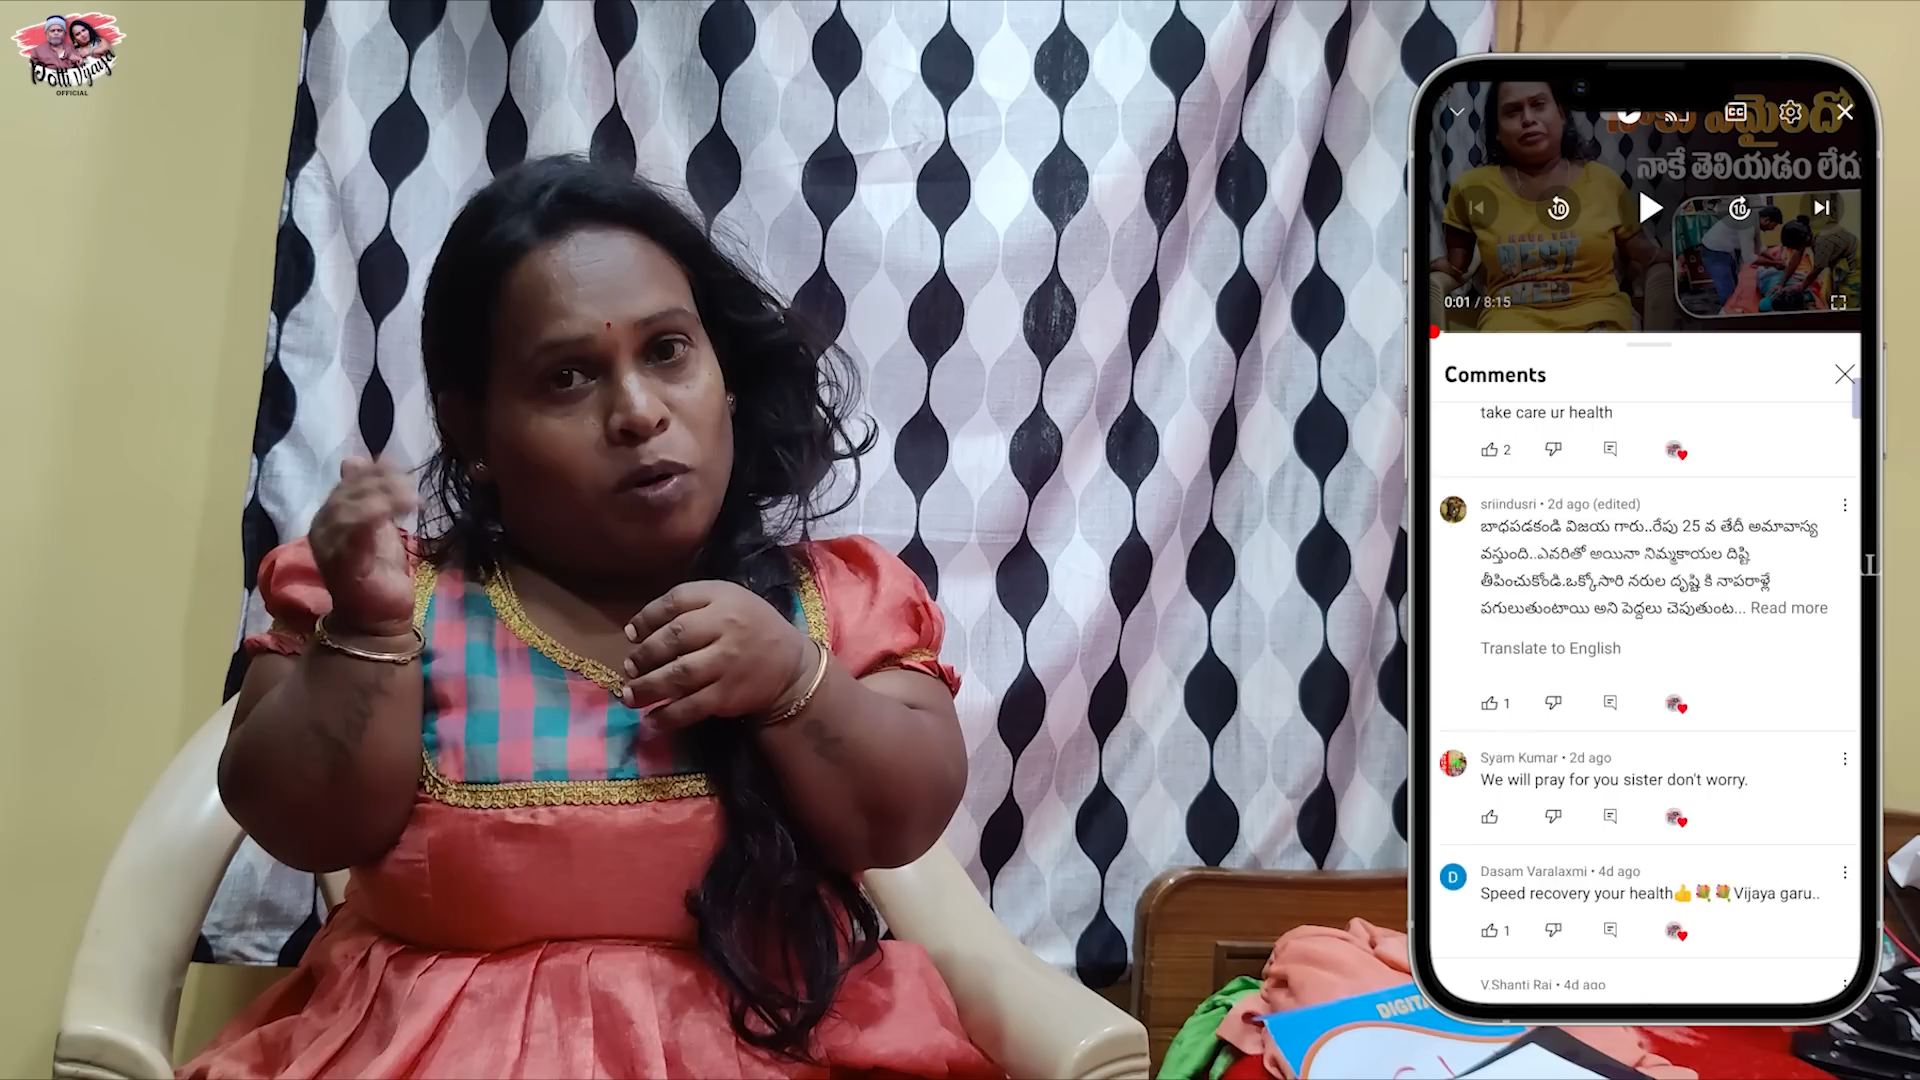 Potti Vijaya
OFFICIAL
నాకు ఏమైందో
నాకే తెలియడం లేదు
10
10
0:01 / 8:15
Comments
take care ur health
2
sriindusri • 2d ago (edited)
బాధపడకండి విజయ గారు..రేపు 25 వ తేదీ అమావాస్య
వస్తుంది..ఎవరితో అయినా నిమ్మకాయల దిష్టి
తీపించుకోండి.ఒక్కోసారి నరుల దృష్టి కి నాపరాళ్లే
పగులుతుంటాయి అని పెద్దలు చెపుతుంట... Read more
Translate to English
1
Syam Kumar • 2d ago
We will pray for you sister don't worry.
D
Dasam Varalaxmi • 4d ago
Speed recovery your health👍💐💐Vijaya garu..
1
V.Shanti Rai • 4d ago